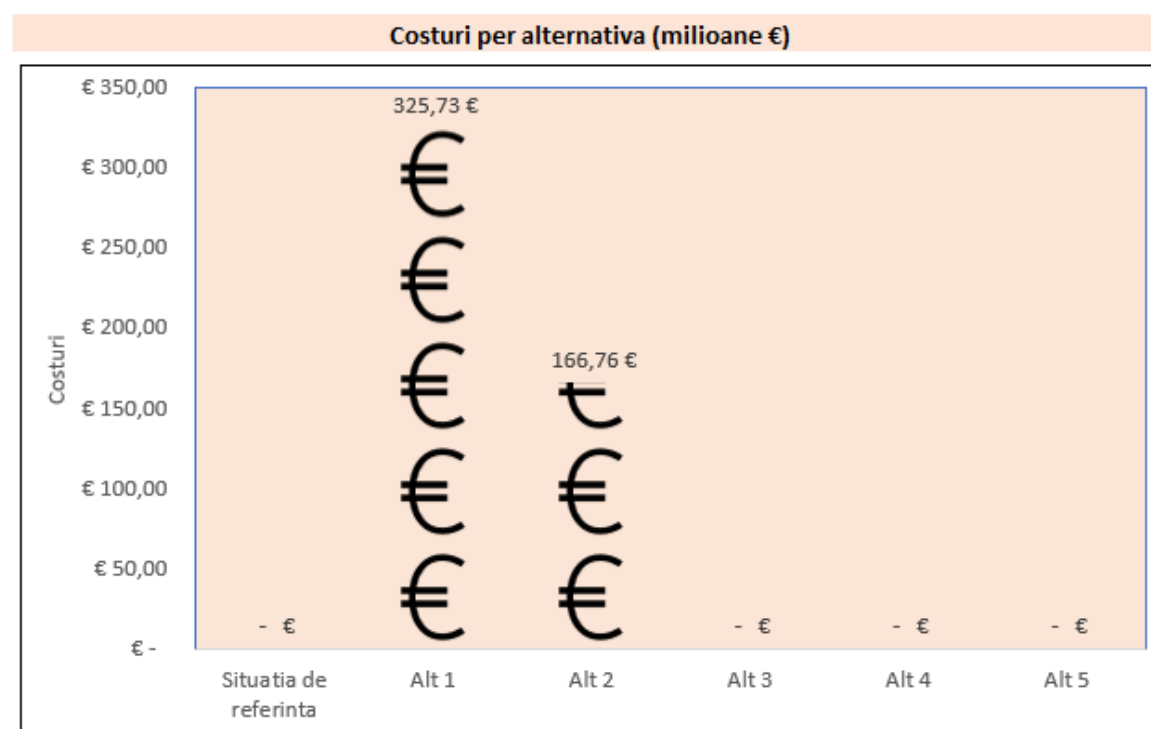 Costuri per alternativa (milioane €)
€ 350,00
325,73 €
€ 300,00
€ 250,00
€ 200,00
166,76 €
€ 150,00
€ 100,00
€ 50,00
- €
- €
- €
- €
€ -
Costuri
Situatia de
referinta
Alt 1
Alt 2
Alt 3
Alt 4
Alt 5